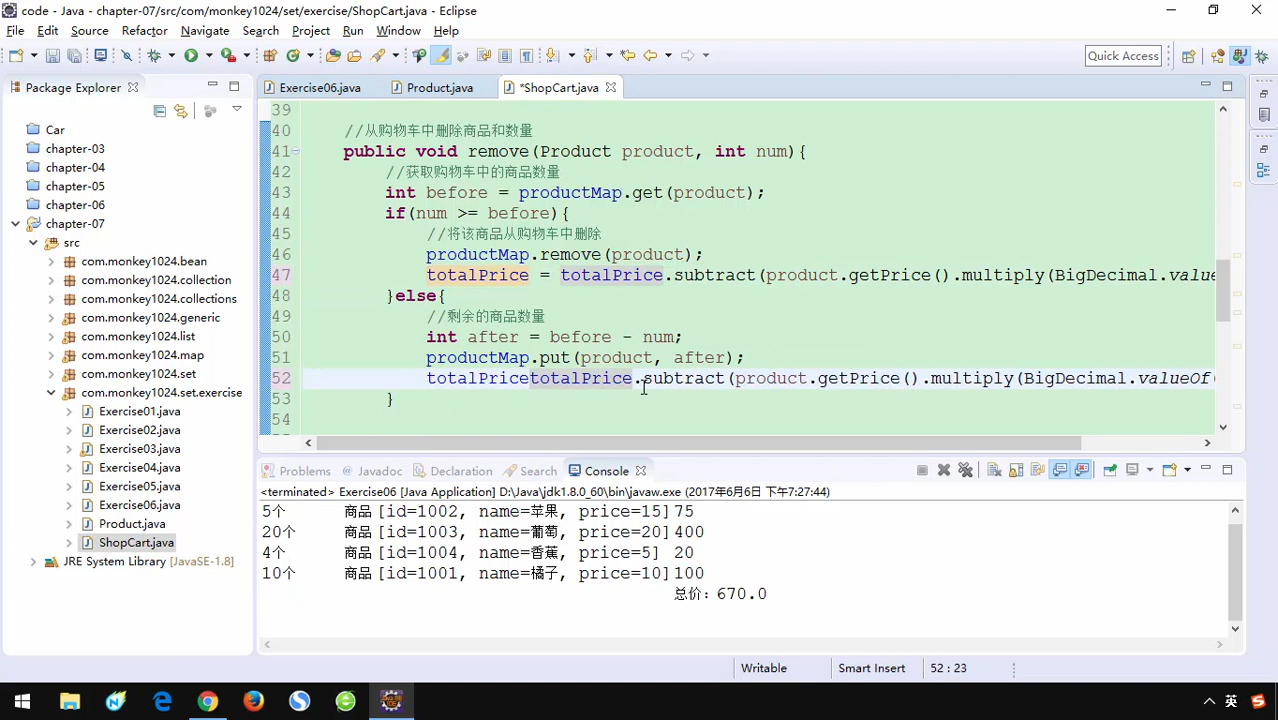 code - Java - chapter-07/src/com/monkey1024/set/exercise/ShopCart.java - Eclipse
File Edit Source Refactor Navigate Search Project Run Window Help
Quick Access
Package Explorer
Exercise06.java Product.java *ShopCart.java
Car
chapter-03
chapter-04
chapter-05
chapter-06
chapter-07
src
com.monkey1024.bean
com.monkey1024.collection
com.monkey1024.collections
com.monkey1024.generic
com.monkey1024.list
com.monkey1024.map
com.monkey1024.set
com.monkey1024.set.exercise
Exercise01.java
Exercise02.java
Exercise03.java
Exercise04.java
Exercise05.java
Exercise06.java
Product.java
ShopCart.java
JRE System Library [JavaSE-1.8]
39
40 //从购物车中删除商品和数量
41 public void remove(Product product, int num){
42 //获取购物车中的商品数量
43 int before = productMap.get(product);
44 if(num >= before){
45 //将该商品从购物车中删除
46 productMap.remove(product);
47 totalPrice = totalPrice.subtract(product.getPrice().multiply(BigDecimal.value
48 }else{
49 //剩余的商品数量
50 int after = before - num;
51 productMap.put(product, after);
52 totalPricetotalPrice.subtract(product.getPrice().multiply(BigDecimal.valueOf(
53 }
54
Problems Javadoc Declaration Search Console
<terminated> Exercise06 [Java Application] D:\Java\jdk1.8.0_60\bin\javaw.exe (2017年6月6日 下午7:27:44)
5个 商品 [id=1002, name=苹果, price=15] 75
20个 商品 [id=1003, name=葡萄, price=20] 400
4个 商品 [id=1004, name=香蕉, price=5] 20
10个 商品 [id=1001, name=橘子, price=10] 100
总价: 670.0
Writable Smart Insert 52 : 23
英